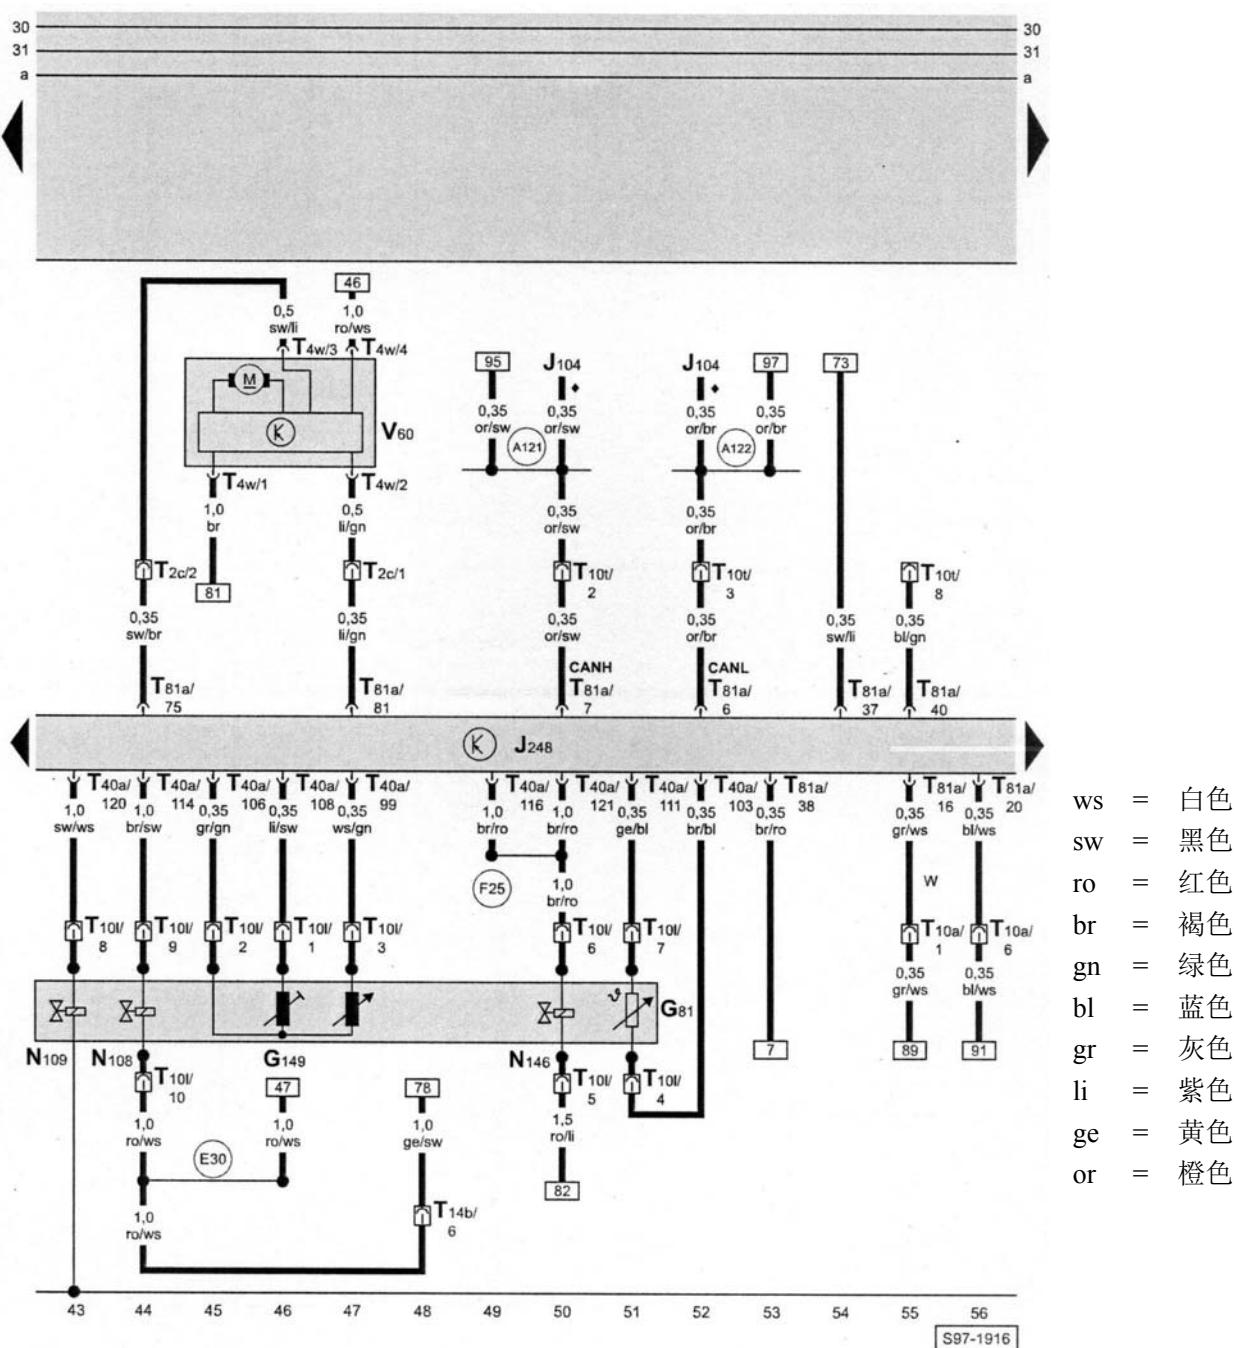 30 30
31 31
a a
46
0,5 1,0
sw/li ro/ws
T4w/3 T4w/4
M
K
V60
T4w/1 T4w/2
1,0 0,5
br li/gn
T2c/2 T2c/1
81
0,35 0,35
sw/br li/gn
T81a/ T81a/
75 81
95 J104 J104 97 73
0,35 0,35 0,35 0,35
or/sw or/sw or/br or/br
A121 A122
0,35 0,35
or/sw or/br
T10t/ T10t/ T10t/
2 3 8
0,35 0,35 0,35 0,35
or/sw or/br sw/li bl/gn
CANH CANL
T81a/ T81a/ T81a/ T81a/
7 6 37 40
K J248
T40a/ T40a/ T40a/ T40a/ T40a/ T40a/ T40a/ T40a/ T40a/ T81a/ T81a/ T81a/
120 114 106 108 99 116 121 111 103 38 16 20
1,0 1,0 0,35 0,35 0,35 1,0 1,0 0,35 0,35 0,35 0,35 0,35
sw/ws br/sw gr/gn li/sw ws/gn br/ro br/ro ge/bl br/bl br/ro gr/ws bl/ws
F25
1,0
br/ro
W
T10l/ T10l/ T10l/ T10l/ T10l/ T10l/ T10l/ T10a/ T10a/
8 9 2 1 3 6 7 1 6
0,35 0,35
gr/ws bl/ws
G81
N109 N108 G149 N146
7 89 91
T10l/ 47 78 T10l/ T10l/
10 5 4
1,0 1,0 1,0 1,5
ro/ws ro/ws ge/sw ro/li
E30
82
1,0
ro/ws
T14b/
6
43 44 45 46 47 48 49 50 51 52 53 54 55 56
S97-1916
ws = 白色
sw = 黑色
ro = 红色
br = 褐色
gn = 绿色
bl = 蓝色
gr = 灰色
li = 紫色
ge = 黄色
or = 橙色